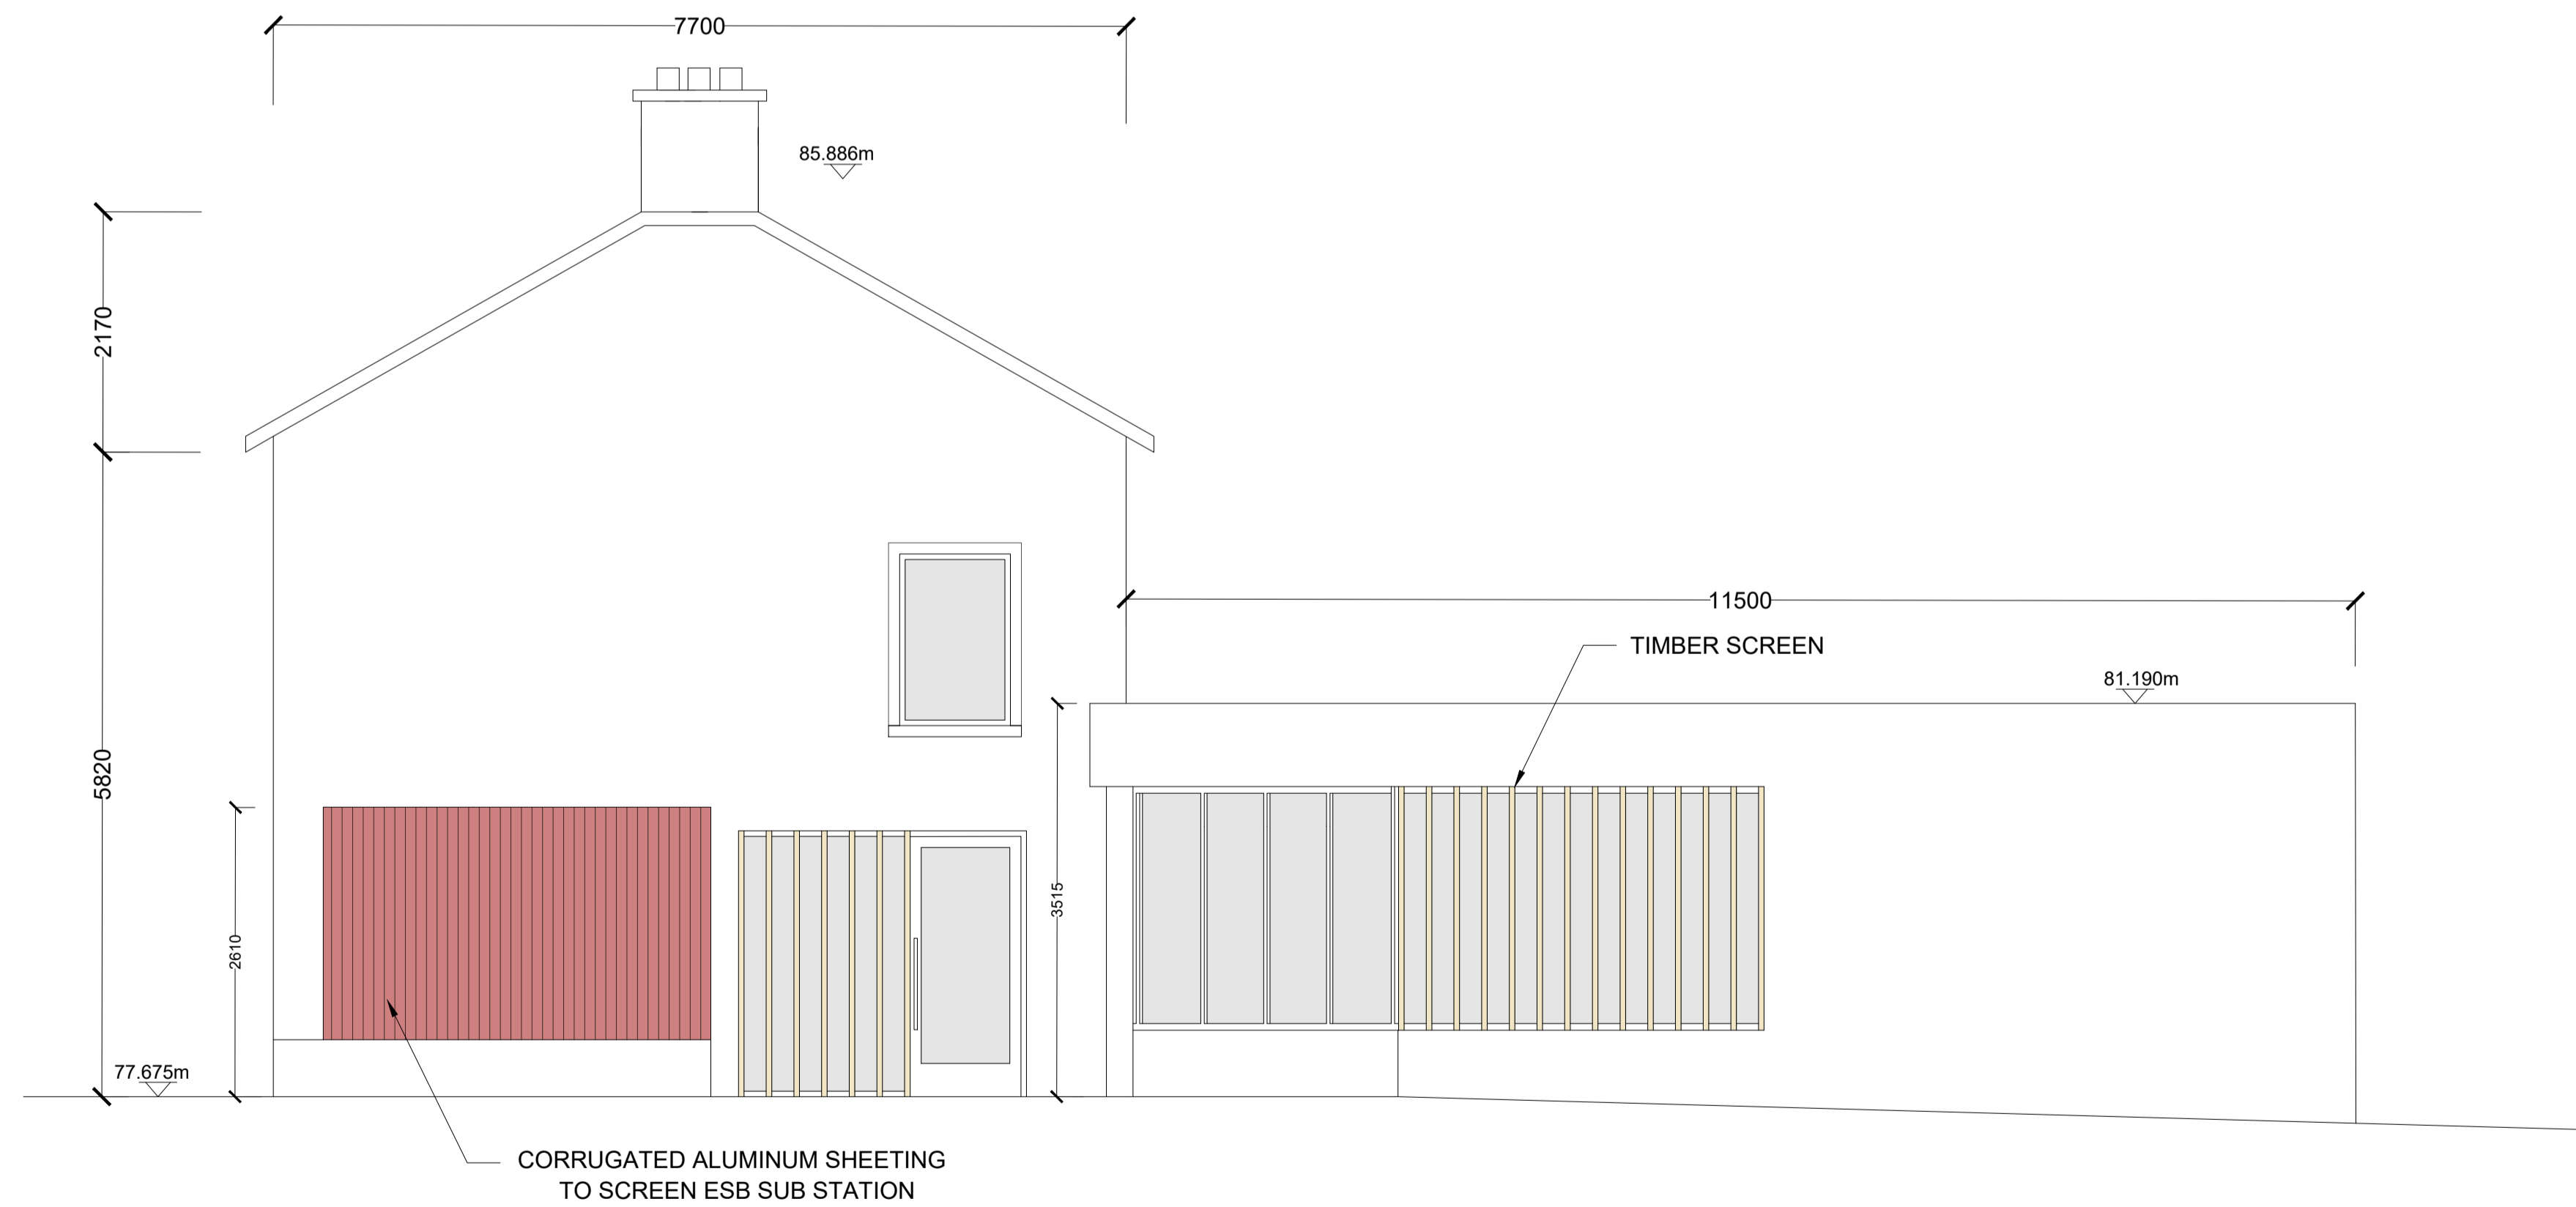 7700
85.886m
2170
11500
TIMBER SCREEN
81.190m
5820
3515
2610
77.675m
CORRUGATED ALUMINUM SHEETING
TO SCREEN ESB SUB STATION